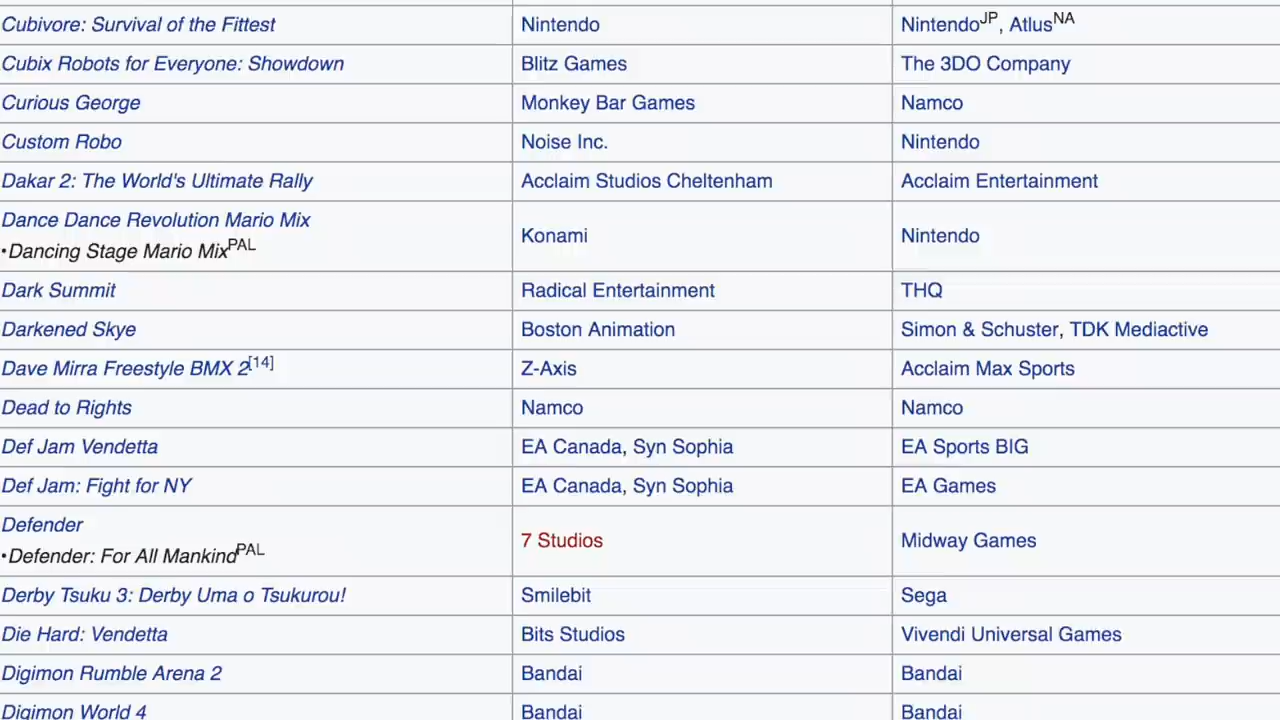 Cubivore: Survival of the Fittest Nintendo NintendoJP, AtlusNA
Cubix Robots for Everyone: Showdown Blitz Games The 3DO Company
Curious George Monkey Bar Games Namco
Custom Robo Noise Inc. Nintendo
Dakar 2: The World's Ultimate Rally Acclaim Studios Cheltenham Acclaim Entertainment
Dance Dance Revolution Mario Mix
•Dancing Stage Mario MixPAL Konami Nintendo
Dark Summit Radical Entertainment THQ
Darkened Skye Boston Animation Simon & Schuster, TDK Mediactive
Dave Mirra Freestyle BMX 2[14] Z-Axis Acclaim Max Sports
Dead to Rights Namco Namco
Def Jam Vendetta EA Canada, Syn Sophia EA Sports BIG
Def Jam: Fight for NY EA Canada, Syn Sophia EA Games
Defender
•Defender: For All MankindPAL 7 Studios Midway Games
Derby Tsuku 3: Derby Uma o Tsukurou! Smilebit Sega
Die Hard: Vendetta Bits Studios Vivendi Universal Games
Digimon Rumble Arena 2 Bandai Bandai
Digimon World 4 Bandai Bandai